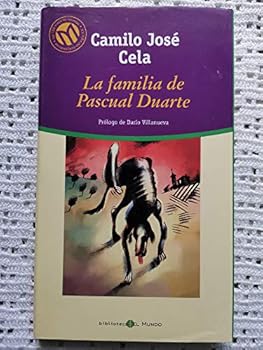 Camilo José
Cela
La familia de
Pascual Duarte
Prólogo de Darío Villanueva
biblioteca EL MUNDO